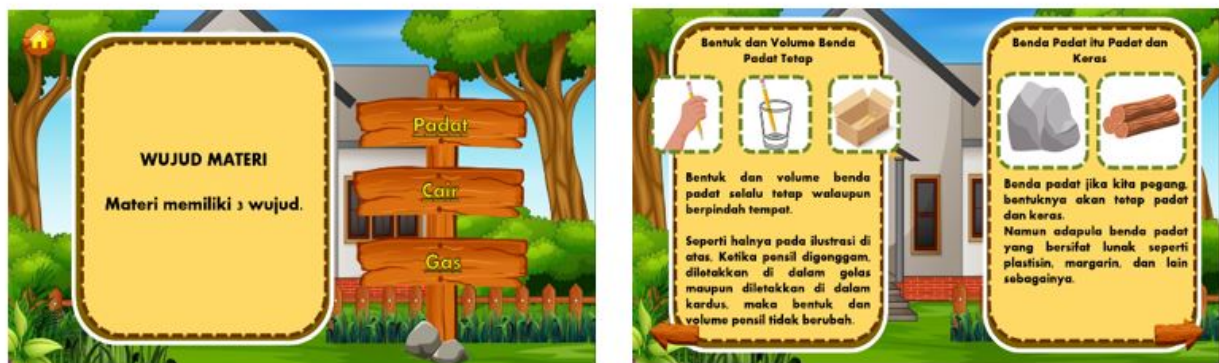 WUJUD MATERI
Materi memiliki 3 wujud.
Padat
Cair
Gas
Bentuk dan Volume Benda
Padat Tetap
Bentuk dan volume benda
padat selalu tetap walaupun
berpindah tempat.
Seperti halnya pada ilustrasi di
atas. Ketika pensil digenggam,
diletakkan di dalam gelas
maupun diletakkan di dalam
kardus, maka bentuk dan
volume pensil tidak berubah.
Benda Padat itu Padat dan
Keras
Benda padat jika kita pegang,
bentuknya akan tetap padat
dan keras.
Namun adapula benda padat
yang bersifat lunak seperti
plastisin, margarin, dan lain
sebagainya.